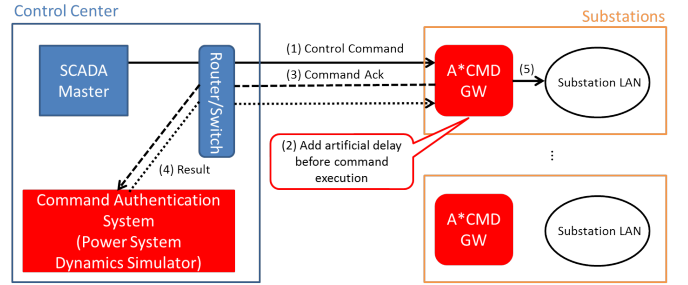 Control Center
Substations
SCADA
Master
Router/Switch
(1) Control Command
(3) Command Ack
A*CMD
GW
(5)
Substation LAN
(2) Add artificial delay
before command
execution
(4) Result
...
Command Authentication
System
(Power System
Dynamics Simulator)
A*CMD
GW
Substation LAN